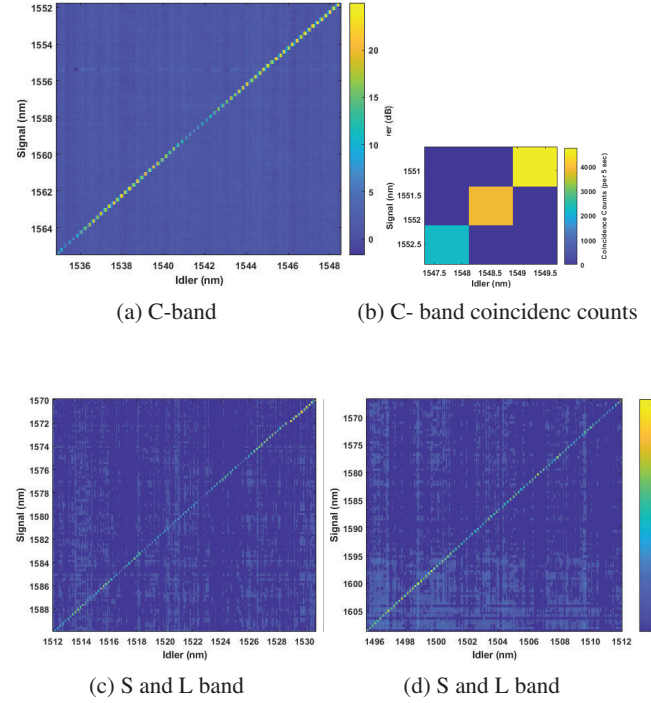 1552
1554
1556
1558
1560
1562
1564
Signal (nm)
1536 1538 1540 1542 1544 1546 1548
Idler (nm)
20
15
10
5
0
rer (dB)
(a) C-band
1551
1551.5
1552
1552.5
Signal (nm)
1547.5 1548 1548.5 1549 1549.5
Idler (nm)
4000
3000
2000
1000
0
Coincidence Counts (per 5 sec)
(b) C- band coincidenc counts
1570
1572
1574
1576
1578
1580
1582
1584
1586
1588
Signal (nm)
1512 1514 1516 1518 1520 1522 1524 1526 1528 1530
Idler (nm)
(c) S and L band
1570
1575
1580
1585
1590
1595
1600
1605
Signal (nm)
1496 1498 1500 1502 1504 1506 1508 1510 1512
Idler (nm)
(d) S and L band